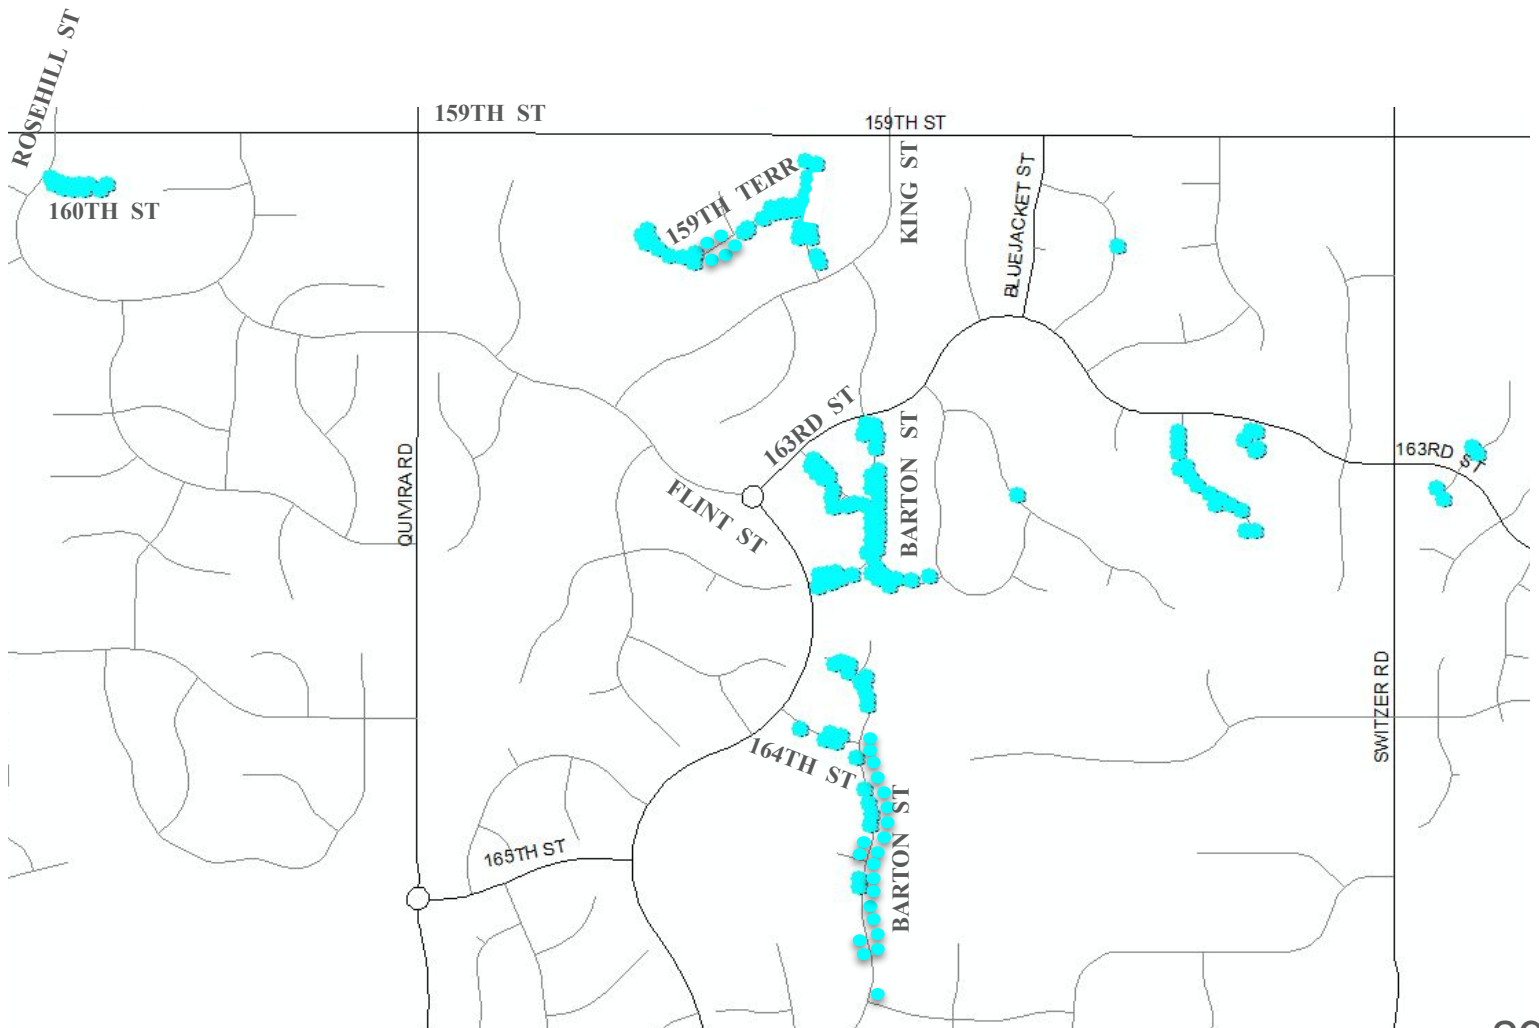 ROSEHILL ST
159TH ST
159TH ST
160TH ST
159TH TERR
KING ST
BLUEJACKET ST
163RD ST
BARTON ST
QUIVIRA RD
FLINT ST
163RD ST
SWITZER RD
164TH ST
BARTON ST
165TH ST